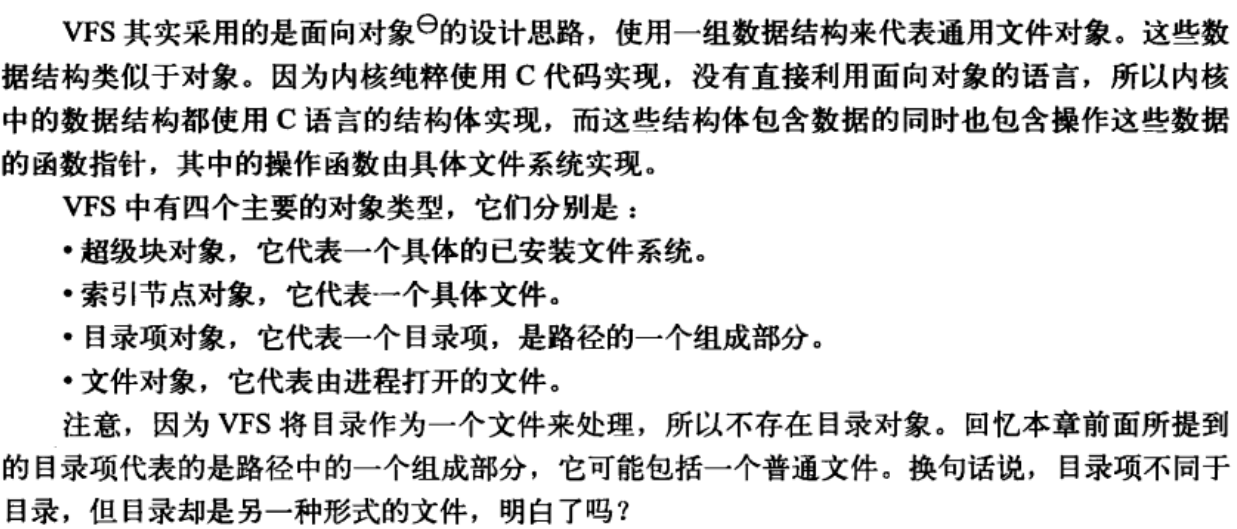 VFS 其实采用的是面向对象⊖的设计思路，使用一组数据结构来代表通用文件对象。这些数
据结构类似于对象。因为内核纯粹使用 C 代码实现，没有直接利用面向对象的语言，所以内核
中的数据结构都使用 C 语言的结构体实现，而这些结构体包含数据的同时也包含操作这些数据
的函数指针，其中的操作函数由具体文件系统实现。
VFS 中有四个主要的对象类型，它们分别是：
• 超级块对象，它代表一个具体的已安装文件系统。
• 索引节点对象，它代表一个具体文件。
• 目录项对象，它代表一个目录项，是路径的一个组成部分。
• 文件对象，它代表由进程打开的文件。
注意，因为 VFS 将目录作为一个文件来处理，所以不存在目录对象。回忆本章前面所提到
的目录项代表的是路径中的一个组成部分，它可能包括一个普通文件。换句话说，目录项不同于
目录，但目录却是另一种形式的文件，明白了吗？